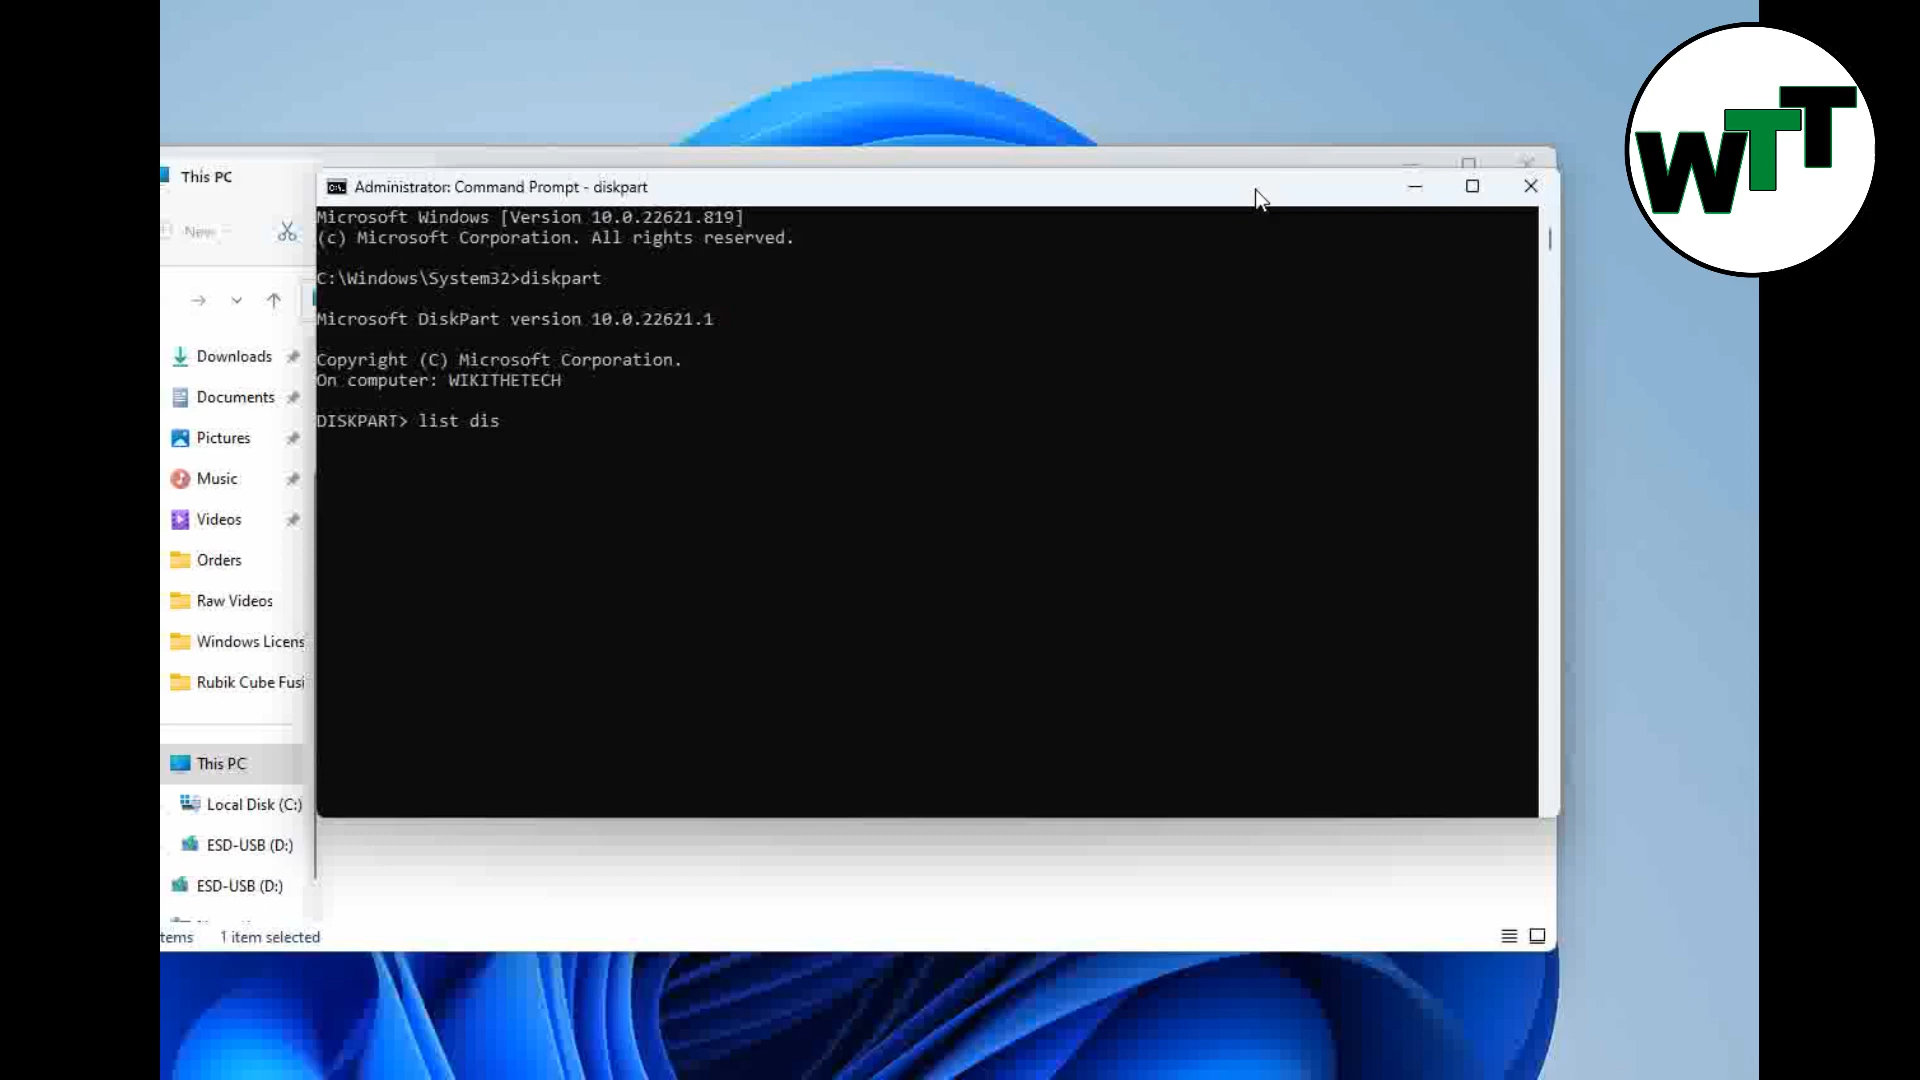 WTT
This PC
Administrator: Command Prompt - diskpart
New
Microsoft Windows [Version 10.0.22621.819]
(c) Microsoft Corporation. All rights reserved.
C:\Windows\System32>diskpart
Microsoft DiskPart version 10.0.22621.1
Copyright (C) Microsoft Corporation.
On computer: WIKITHETECH
DISKPART> list dis
Downloads
Documents
Pictures
Music
Videos
Orders
Raw Videos
Windows Licens
Rubik Cube Fusi
This PC
Local Disk (C:)
ESD-USB (D:)
ESD-USB (D:)
tems 1 item selected